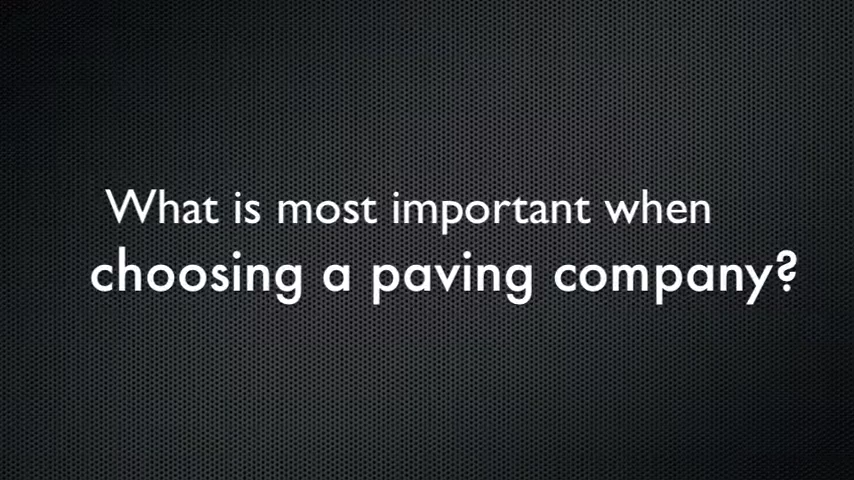 What is most important when
choosing a paving company?